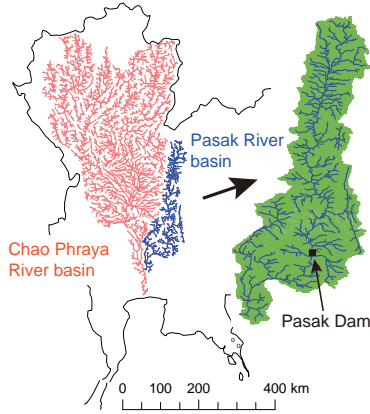 Pasak River
basin
Chao Phraya
River basin
Pasak Dam
0 100 200 400 km